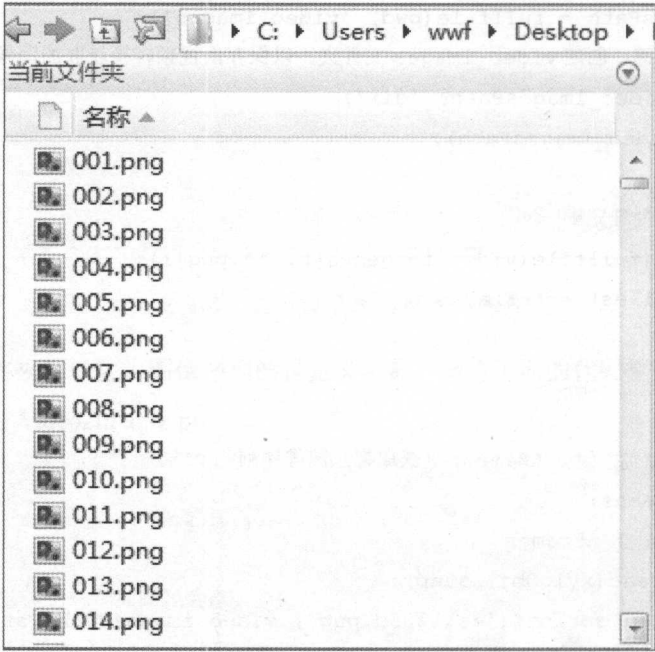 C: Users wwf Desktop
当前文件夹
名称
001.png
002.png
003.png
004.png
005.png
006.png
007.png
008.png
009.png
010.png
011.png
012.png
013.png
014.png